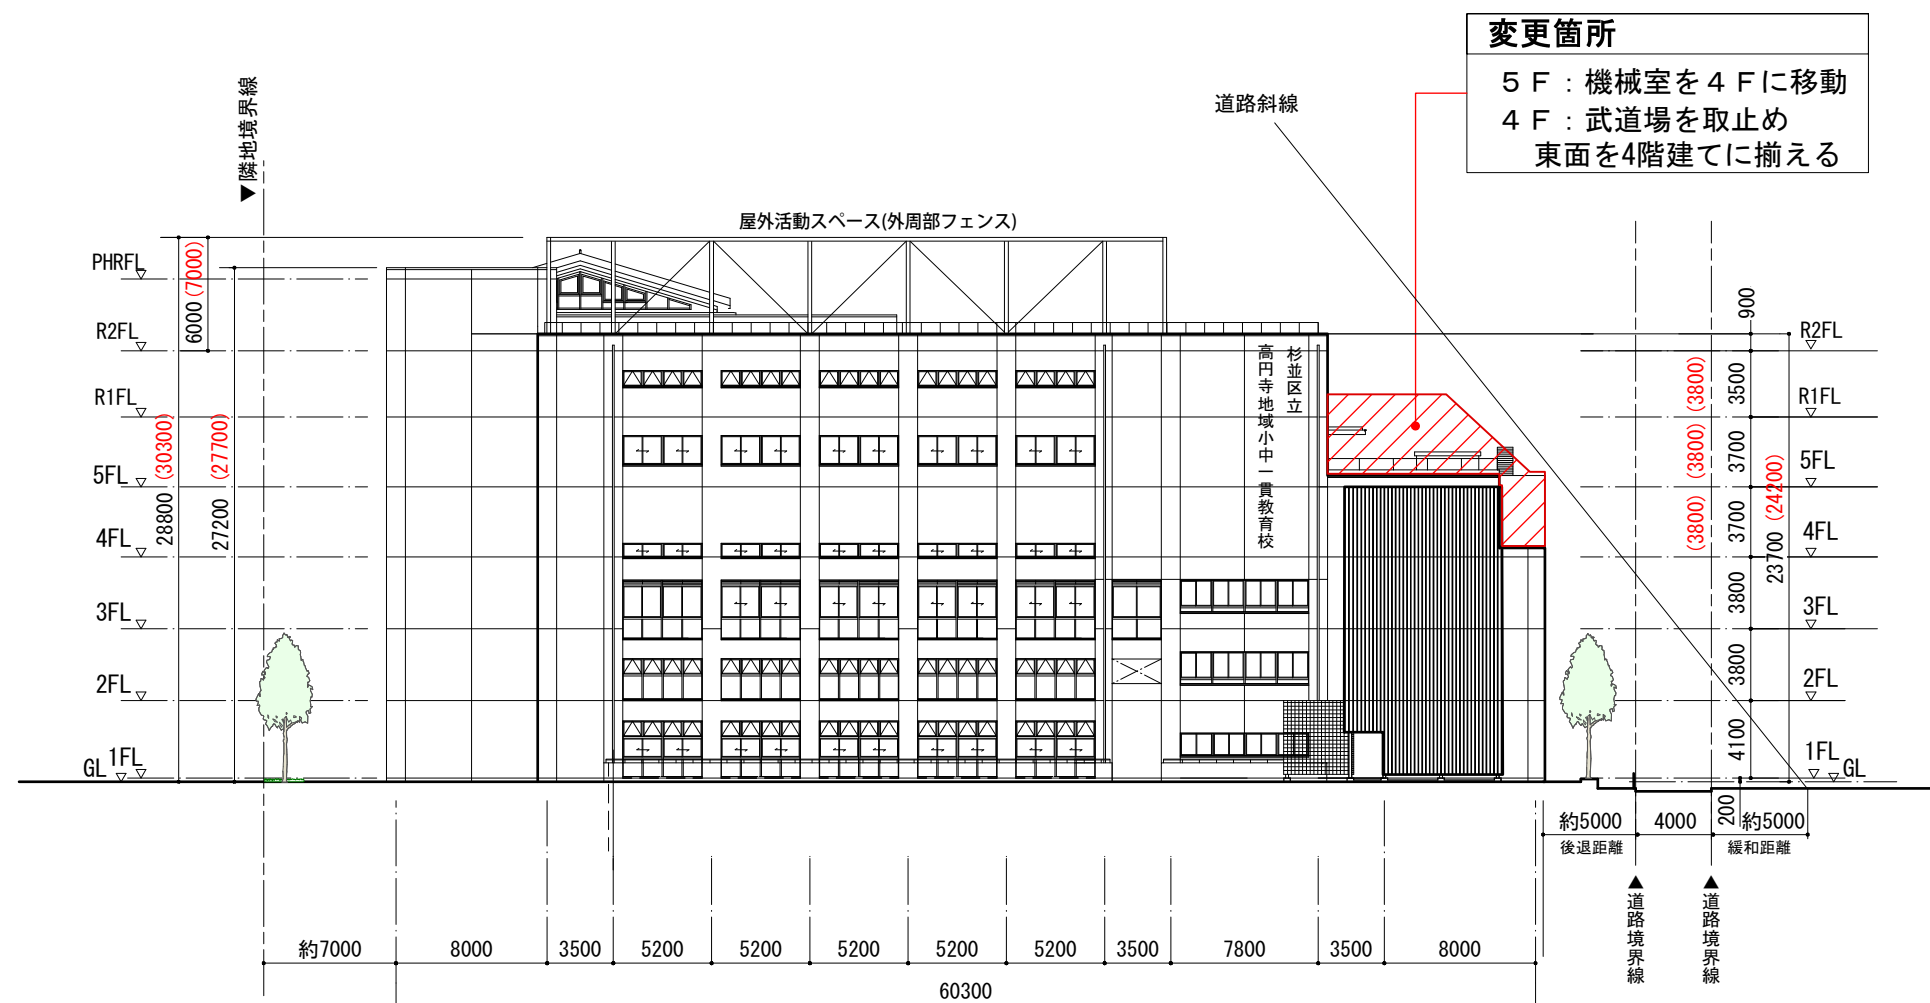 変更箇所
5F：機械室を4Fに移動
4F：武道場を取止め
東面を4階建てに揃える
道路斜線
▼隣地境界線
屋外活動スペース(外周部フェンス)
PHRFL
R2FL
R1FL
5FL
4FL
3FL
2FL
1FL
GL
6000 (7000)
28800 (30300)
27200 (27700)
杉並区立
高円寺地域小中一貫教育校
R2FL
R1FL
5FL
4FL
3FL
2FL
1FL
GL
900
3500
(3800)
3700
(3800)
3700
(3800)
3800
3800
4100
200
23700 (24200)
約5000
4000
約5000
後退距離
緩和距離
▲道路境界線
▲道路境界線
約7000
8000
3500
5200
5200
5200
5200
5200
3500
7800
3500
8000
60300